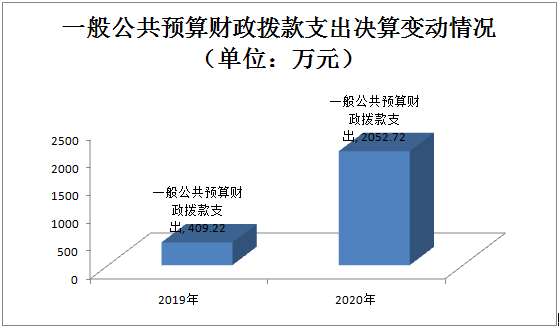 一般公共预算财政拨款支出决算变动情况
（单位：万元）
一般公共预算财
政拨款支
出, 2052.72
一般公共预算财
政拨款支
出, 409.22
2500
2000
1500
1000
500
0
2019年
2020年